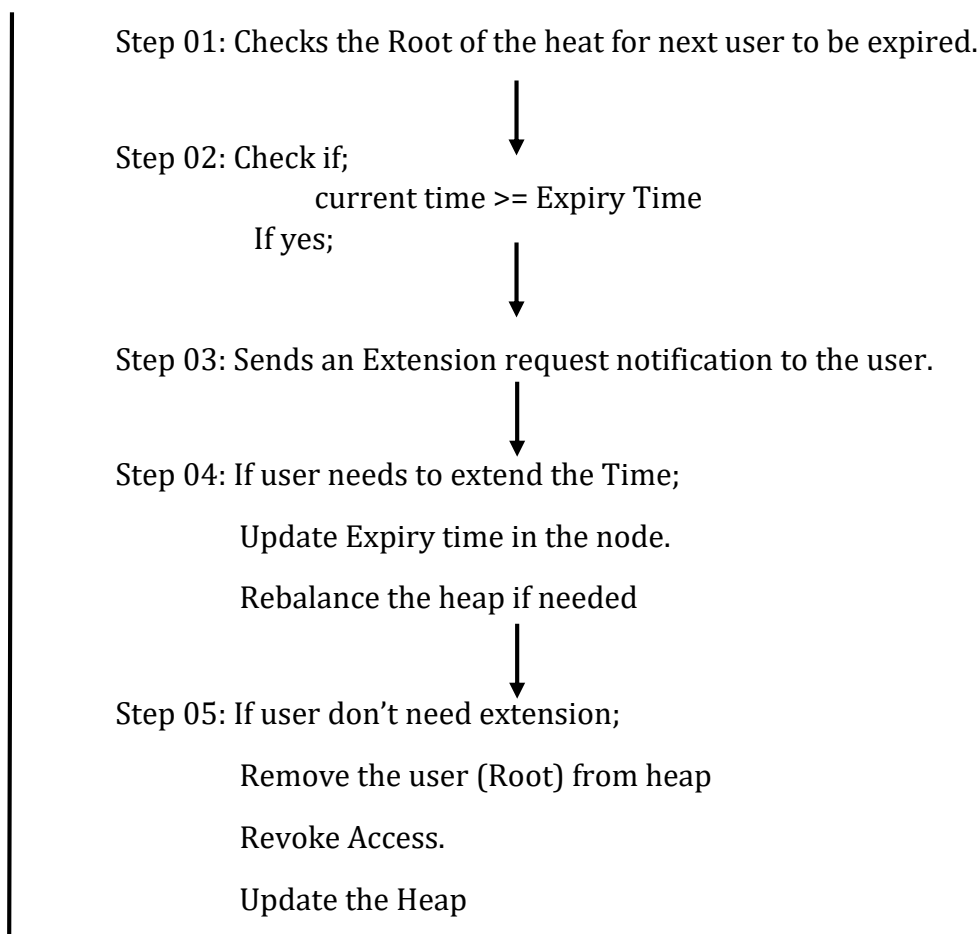 Step 01: Checks the Root of the heat for next user to be expired.
Step 02: Check if;
current time >= Expiry Time
If yes;
Step 03: Sends an Extension request notification to the user.
Step 04: If user needs to extend the Time;
Update Expiry time in the node.
Rebalance the heap if needed
Step 05: If user don’t need extension;
Remove the user (Root) from heap
Revoke Access.
Update the Heap